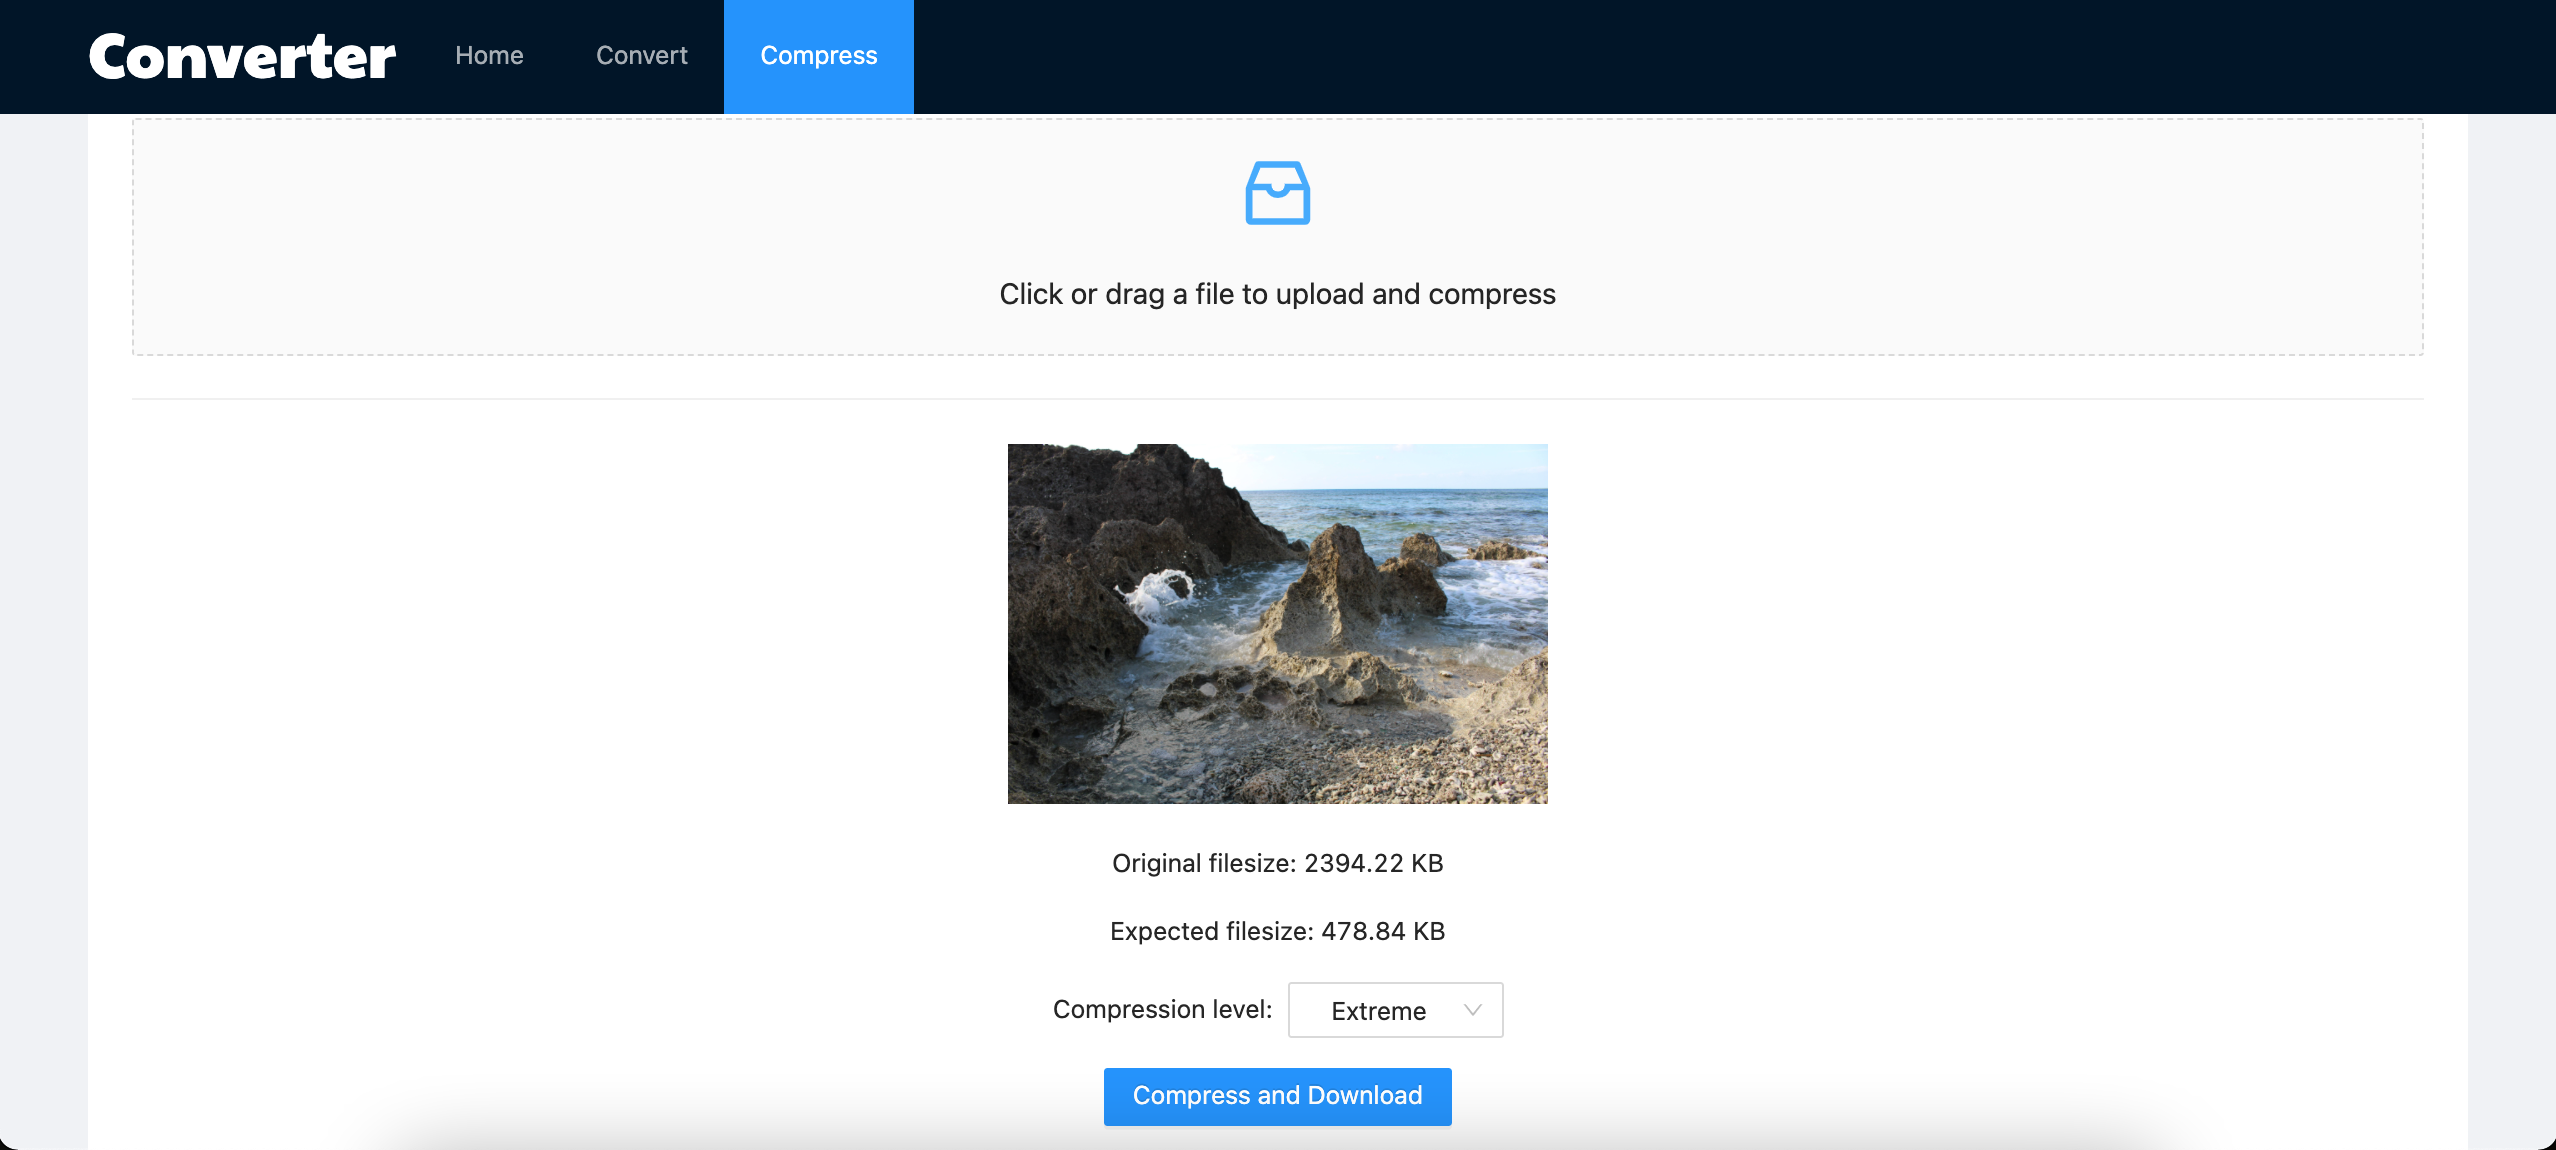 Converter Home Convert Compress
Click or drag a file to upload and compress
Original filesize: 2394.22 KB
Expected filesize: 478.84 KB
Compression level: Extreme
Compress and Download